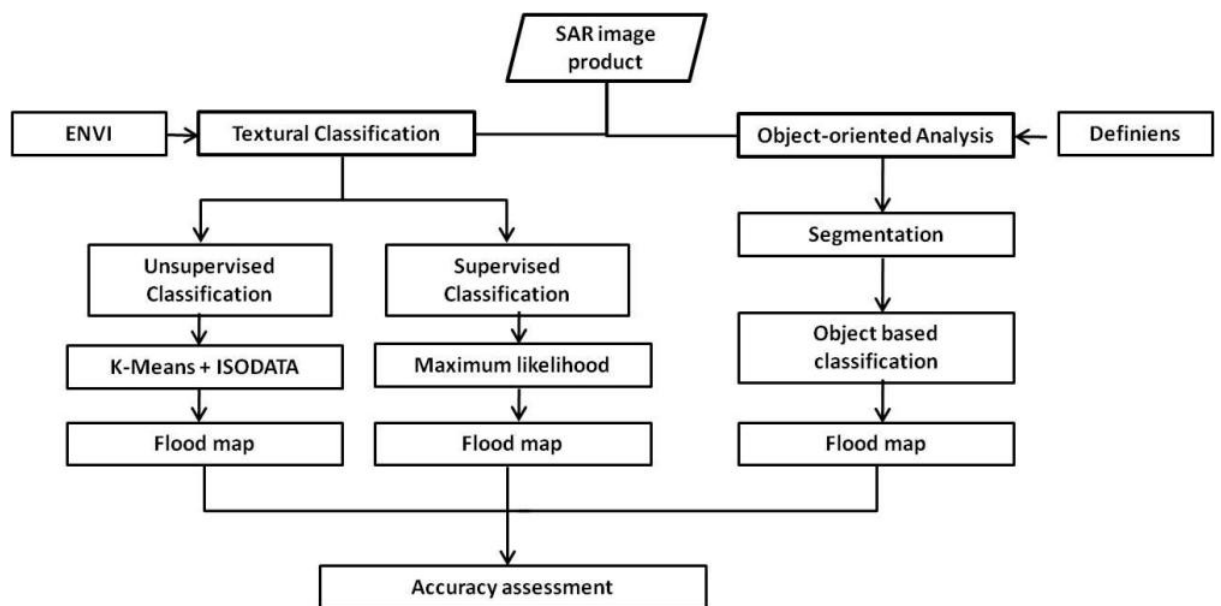 SAR image
product
ENVI
Textural Classification
Object-oriented Analysis
Definiens
Unsupervised
Classification
Supervised
Classification
Segmentation
K-Means + ISODATA
Maximum likelihood
Object based
classification
Flood map
Flood map
Flood map
Accuracy assessment